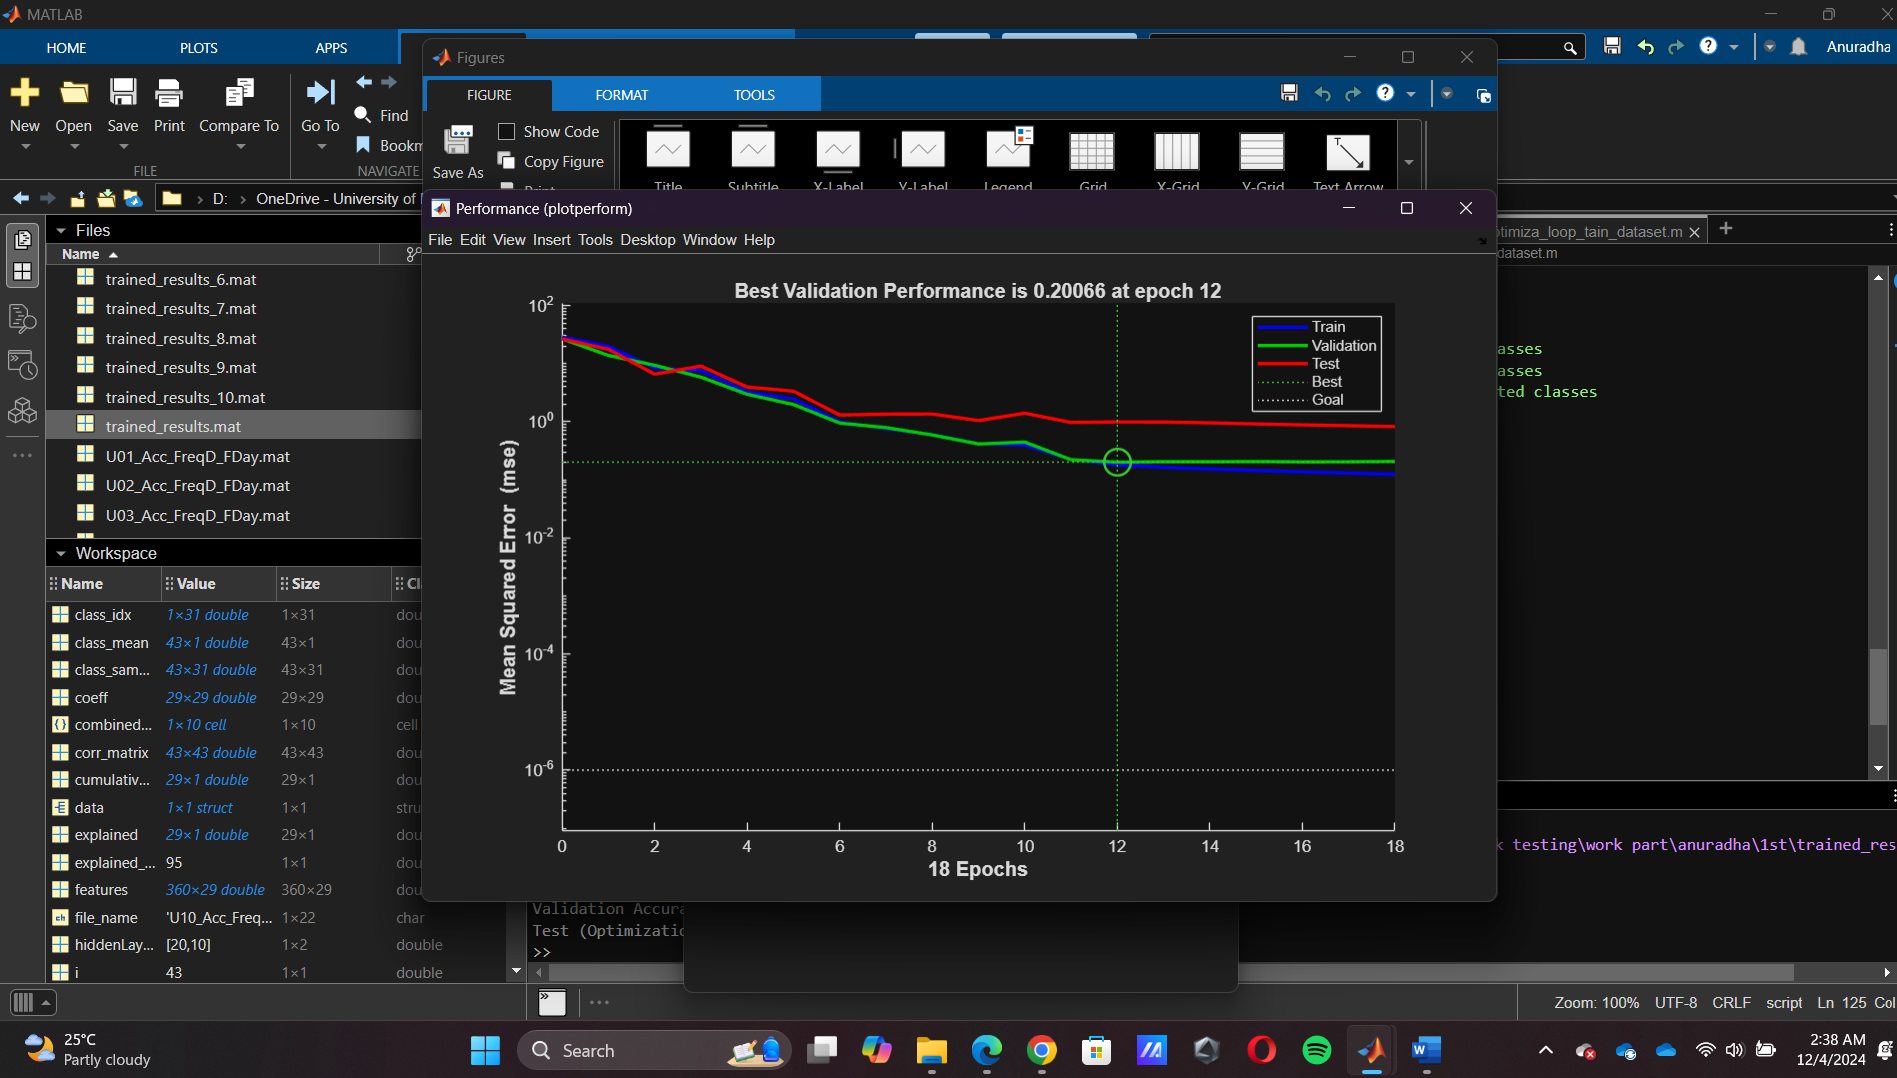 MATLAB
HOME
PLOTS
APPS
Anuradha
New
Open
Save
Print
Compare To
Go To
Find
FILE
NAVIGATE
D:
OneDrive - University of
Files
Name
trained_results_6.mat
trained_results_7.mat
trained_results_8.mat
trained_results_9.mat
trained_results_10.mat
trained_results.mat
U01_Acc_FreqD_FDay.mat
U02_Acc_FreqD_FDay.mat
U03_Acc_FreqD_FDay.mat
Workspace
Name Value Size
class_idx 1×31 double 1×31 dou
class_mean 43×1 double 43×1 dou
class_sam... 43×31 double 43×31 dou
coeff 29×29 double 29×29 dou
combined... 1×10 cell 1×10 cell
corr_matrix 43×43 double 43×43 dou
cumulativ... 29×1 double 29×1 dou
data 1×1 struct 1×1 stru
explained 29×1 double 29×1 dou
explained_... 95 1×1 dou
features 360×29 double 360×29 dou
file_name 'U10_Acc_Freq... 1×22 char
hiddenLay... [20,10] 1×2 double
i 43 1×1 double
Figures
FIGURE
FORMAT
TOOLS
Save As
Show Code
Copy Figure
Print
Title
Subtitle
X-Label
Y-Label
Legend
Grid
X-Grid
Y-Grid
Text Arrow
Performance (plotperform)
File Edit View Insert Tools Desktop Window Help
Best Validation Performance is 0.20066 at epoch 12
Train
Validation
Test
Best
Goal
Mean Squared Error (mse)
10²
10⁰
10⁻²
10⁻⁴
10⁻⁶
0 2 4 6 8 10 12 14 16 18
18 Epochs
timiza_loop_tain_dataset.m
dataset.m
asses
asses
ted classes
testing\work part\anuradha\1st\trained_res
Validation Accura
Test (Optimizatio
>>
Zoom: 100% UTF-8 CRLF script Ln 125 Col
25°C
Partly cloudy
Search
2:38 AM
12/4/2024